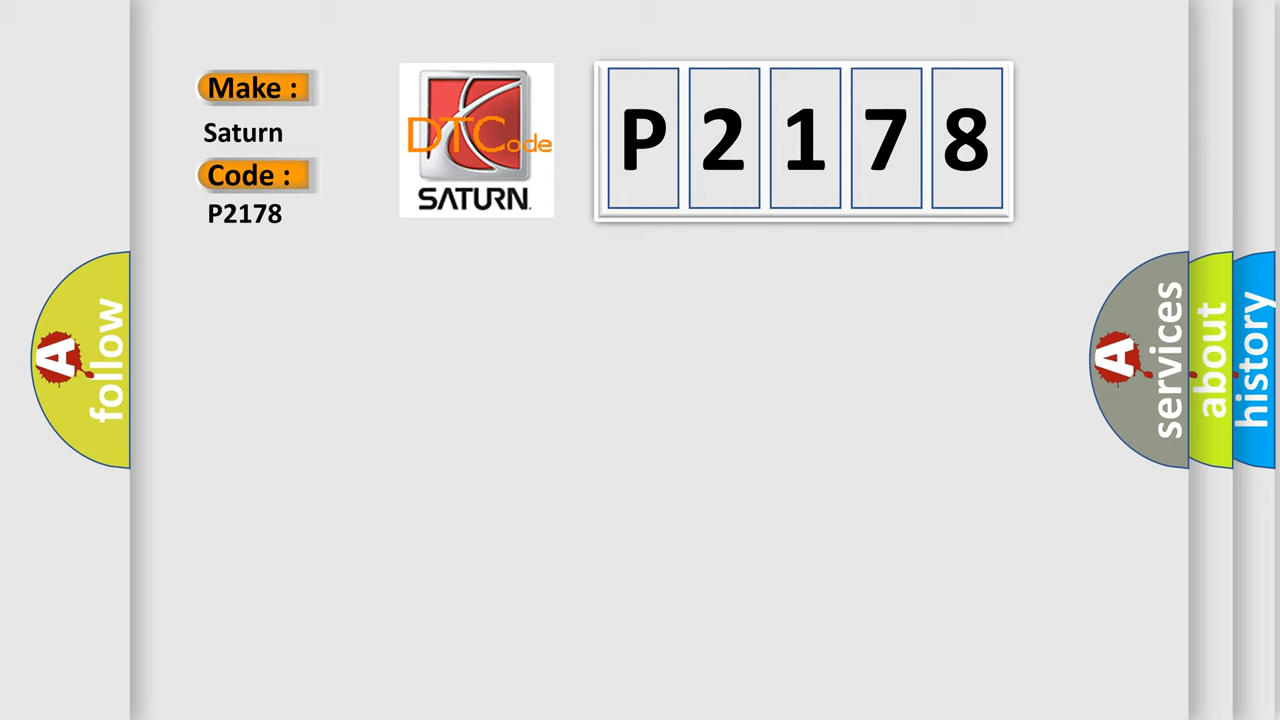 Make :
Saturn
Code :
P2178
DTCode
SATURN
P 2 1 7 8
A follow
A services
about
history